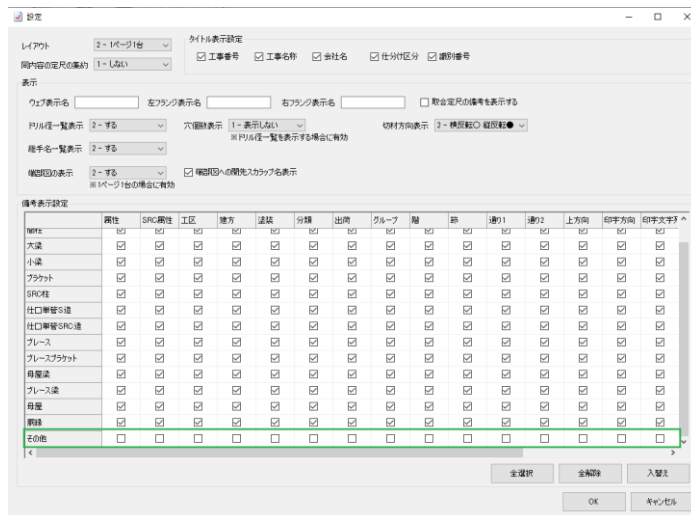 設定
レイアウト 2 - 1ページ1台
同内容の定尺の集約 1 - しない
タイトル表示設定
工事番号 工事名称 会社名 仕分け区分 識別番号
表示
ウェブ表示名 左フランジ表示名 右フランジ表示名 取合定尺の備考を表示する
ドリル径一覧表示 2 - する 穴個数表示 1 - 表示しない 切材方向表示 2 - 横反転○ 縦反転●
※ドリル径一覧を表示する場合に有効
継手名一覧表示 2 - する
端部図の表示 2 - する 端部図への開先スカラップ名表示
※1ページ1台の場合に有効
備考表示設定
属性 SRC属性 工区 建方 塗装 分類 出荷 グループ 階 節 通り1 通り2 上方向 印字方向 印字文字列
間柱
大梁
小梁
ブラケット
SRC柱
仕口単管S造
仕口単管SRC造
ブレース
ブレースブラケット
母屋梁
ブレース梁
母屋
胴縁
その他
全選択 全解除 入替え
OK キャンセル